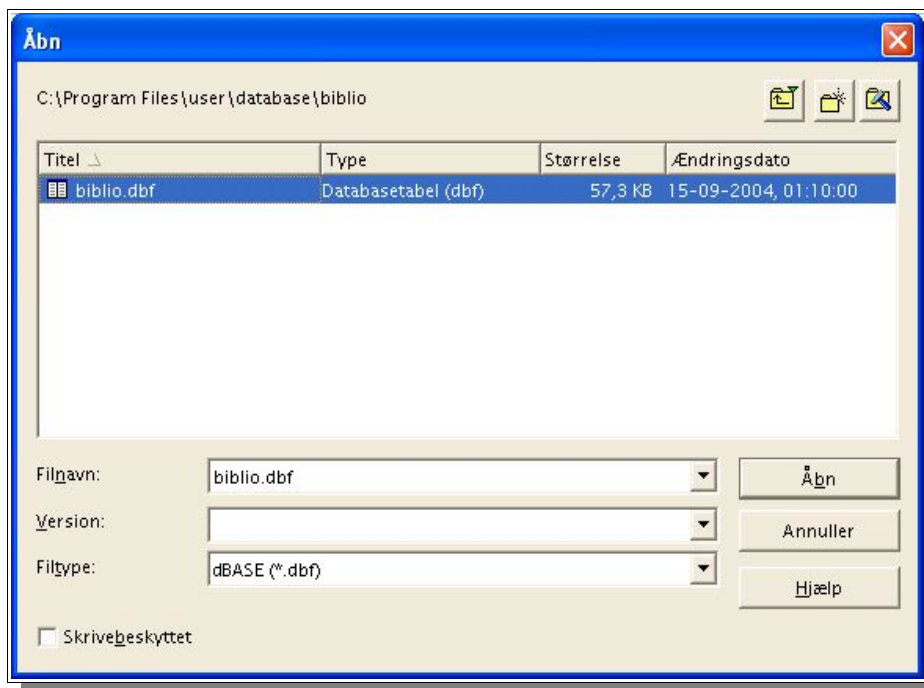 Åbn
C:\Program Files\user\database\biblio
Titel Type Størrelse Ændringsdato
biblio.dbf Databasetabel (dbf) 57,3 KB 15-09-2004, 01:10:00
Filnavn: biblio.dbf Åbn
Version: Annuller
Filtype: dBASE (*.dbf)
Hjælp
Skrivebeskyttet